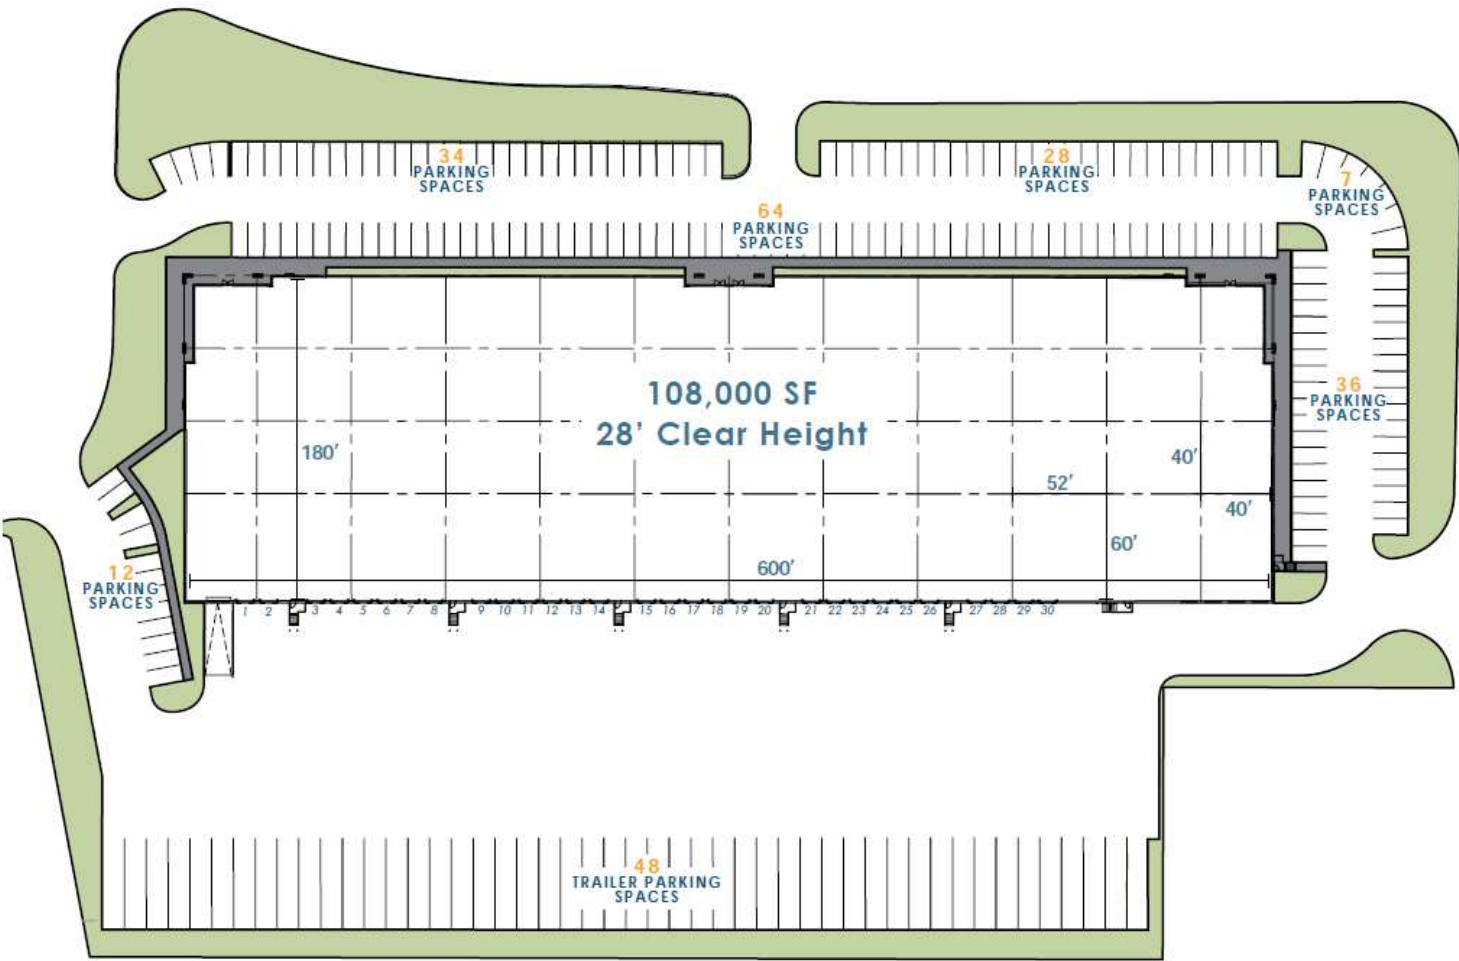 34
PARKING
SPACES
28
PARKING
SPACES
7
PARKING
SPACES
64
PARKING
SPACES
108,000 SF
28' Clear Height
36
PARKING
SPACES
180'
40'
52'
40'
60'
600'
12
PARKING
SPACES
1 2 3 4 5 6 7 8 9 10 11 12 13 14 15 16 17 18 19 20 21 22 23 24 25 26 27 28 29 30
48
TRAILER PARKING
SPACES